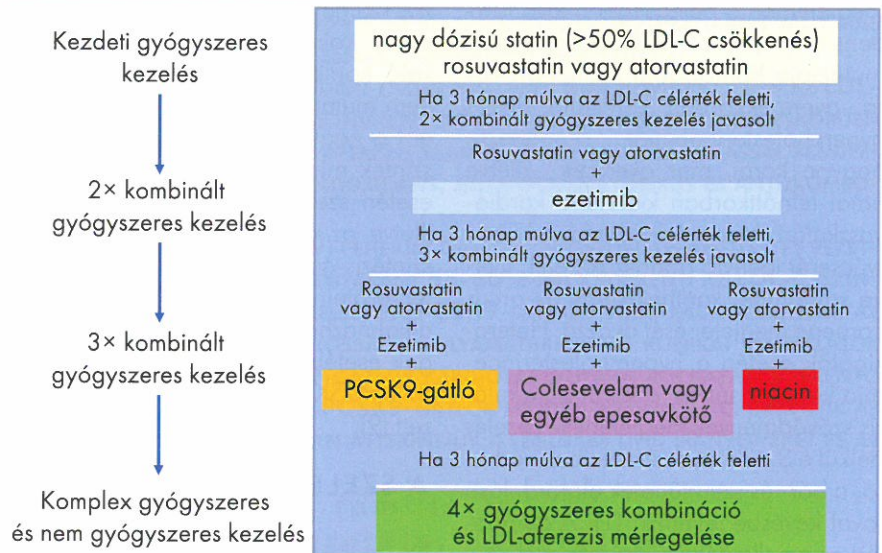 Kezdeti gyógyszeres
kezelés
nagy dózisú statin (>50% LDL-C csökkenés)
rosuvastatin vagy atorvastatin
Ha 3 hónap múlva az LDL-C célérték feletti,
2× kombinált gyógyszeres kezelés javasolt
2× kombinált
gyógyszeres kezelés
Rosuvastatin vagy atorvastatin
+
ezetimib
Ha 3 hónap múlva az LDL-C célérték feletti,
3× kombinált gyógyszeres kezelés javasolt
3× kombinált
gyógyszeres kezelés
Rosuvastatin
vagy atorvastatin
+
Ezetimib
+
PCSK9-gátló
Rosuvastatin
vagy atorvastatin
+
Ezetimib
+
Colesevelam vagy
egyéb epesavkötő
Rosuvastatin
vagy atorvastatin
+
Ezetimib
+
niacin
Ha 3 hónap múlva az LDL-C célérték feletti
Komplex gyógyszeres
és nem gyógyszeres kezelés
4× gyógyszeres kombináció
és LDL-aferezis mérlegelése